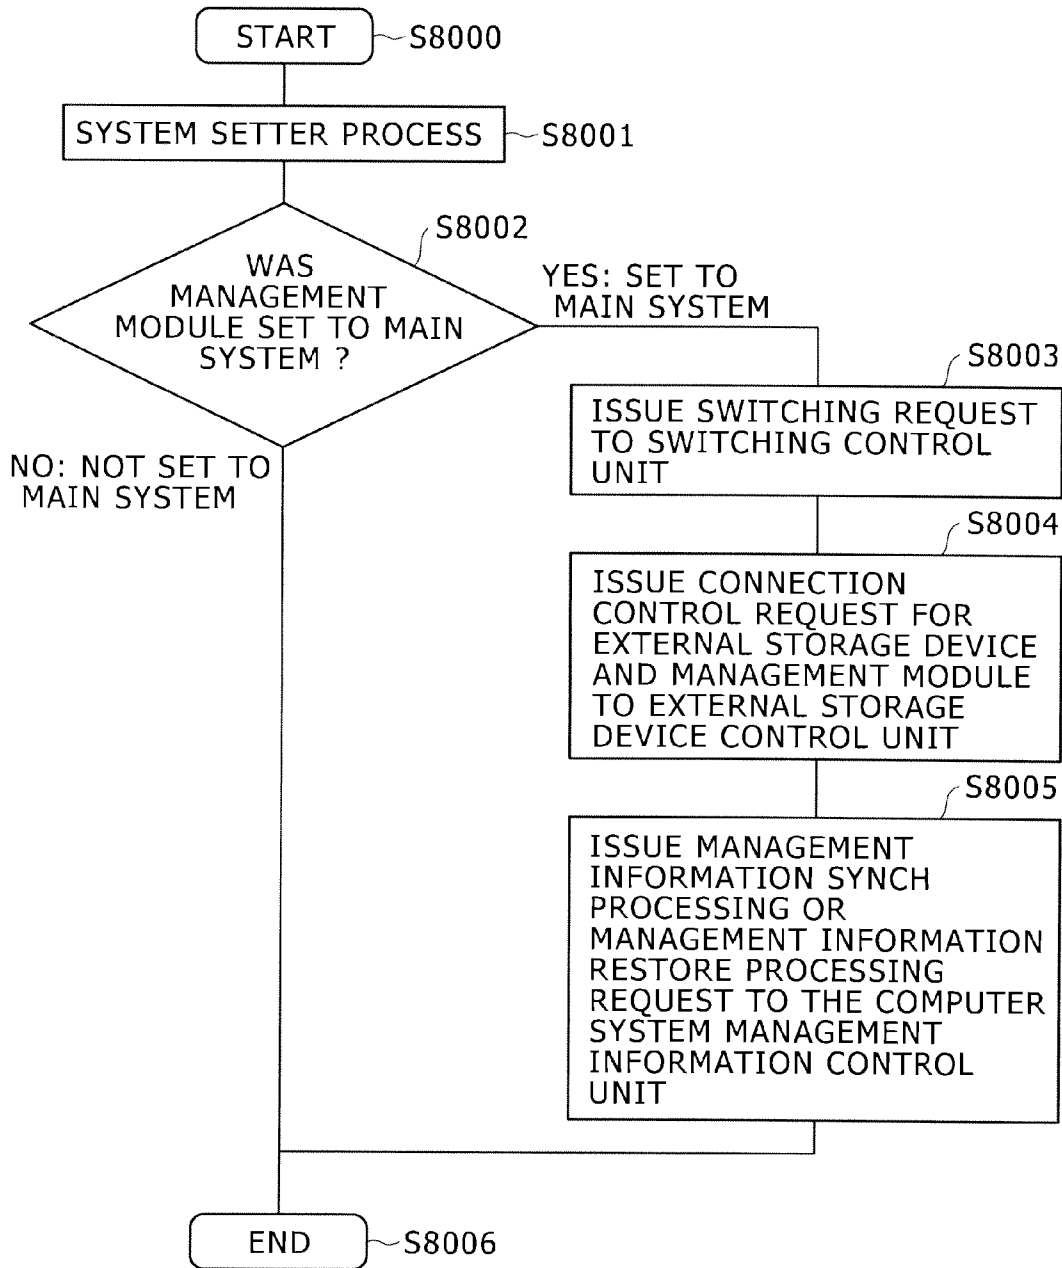 START
S8000
SYSTEM SETTER PROCESS
S8001
S8002
WAS
MANAGEMENT
MODULE SET TO MAIN
SYSTEM ?
YES: SET TO
MAIN SYSTEM
NO: NOT SET TO
MAIN SYSTEM
S8003
ISSUE SWITCHING REQUEST
TO SWITCHING CONTROL
UNIT
S8004
ISSUE CONNECTION
CONTROL REQUEST FOR
EXTERNAL STORAGE DEVICE
AND MANAGEMENT MODULE
TO EXTERNAL STORAGE
DEVICE CONTROL UNIT
S8005
ISSUE MANAGEMENT
INFORMATION SYNCH
PROCESSING OR
MANAGEMENT INFORMATION
RESTORE PROCESSING
REQUEST TO THE COMPUTER
SYSTEM MANAGEMENT
INFORMATION CONTROL
UNIT
END
S8006